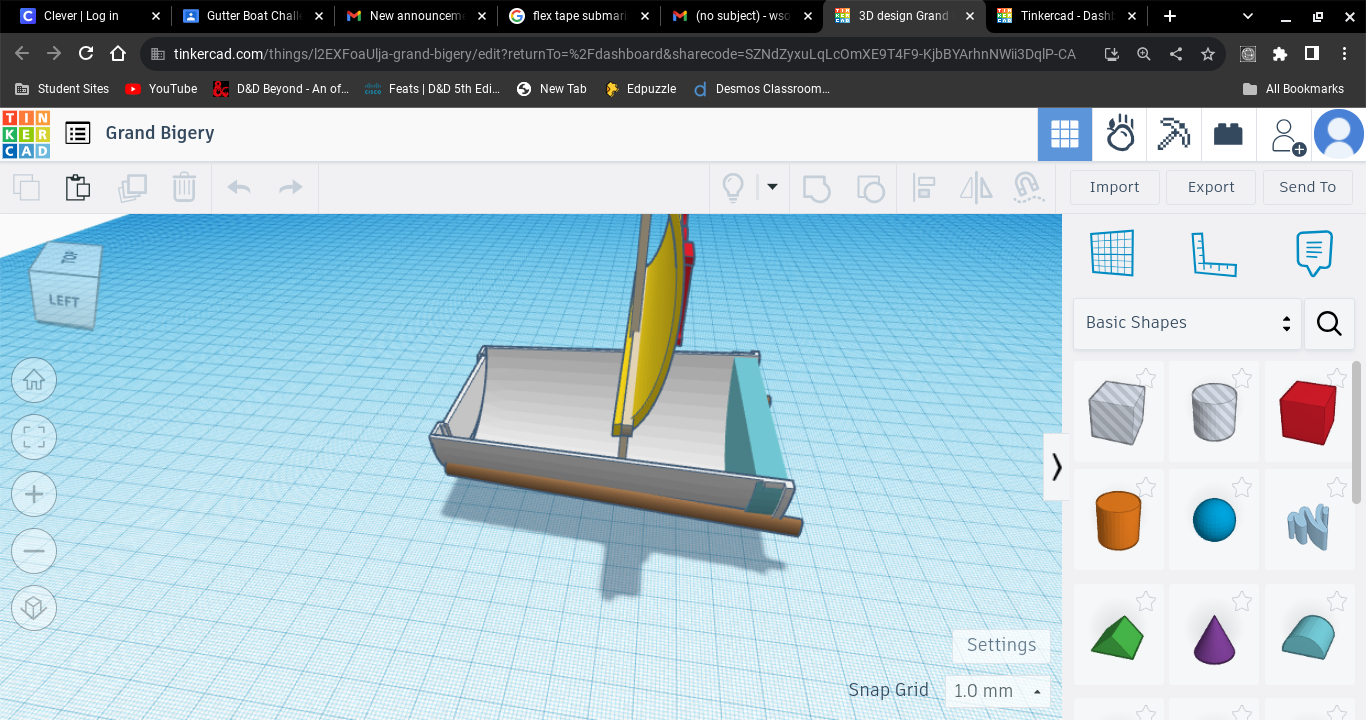 Clever | Log in
Gutter Boat Chall
New announcem
flex tape submari
(no subject) - wso
3D design Grand
Tinkercad - Dashb
tinkercad.com/things/l2EXFoaUlja-grand-bigery/edit?returnTo=%2Fdashboard&sharecode=SZNdZyxuLqLcOmXE9T4F9-KjbBYArhnNWii3DqlP-CA
Student Sites
YouTube
D&D Beyond - An of...
Feats | D&D 5th Edi...
New Tab
Edpuzzle
Desmos Classroom...
All Bookmarks
TIN
KER
CAD
Grand Bigery
Import
Export
Send To
LEFT
Basic Shapes
Settings
Snap Grid
1.0 mm